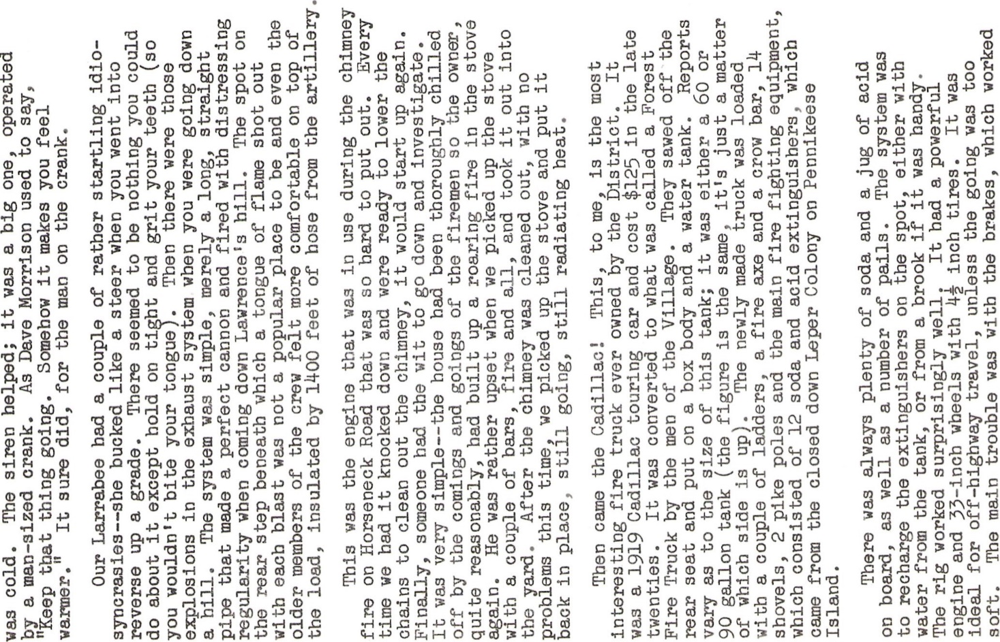 was cold.  The siren helped; it was a big one, operated
by a man-sized crank.  As Dave Morrison used to say,
"Keep that thing going.  Somehow it makes you feel
warmer."  It sure did, for the man on the crank.
Our Larrabee had a couple of rather startling idio-
syncrasies--she bucked like a steer when you went into
reverse up a grade.  There seemed to be nothing you could
do about it except hold on tight and grit your teeth (so
you wouldn't bite your tongue).  Then there were those
explosions in the exhaust system when you were going down
a hill.  The system was simple, merely a long, straight
pipe that made a perfect cannon and fired with distressing
regularity when coming down Lawrence's hill.  The spot on
the rear step beneath which a tongue of flame shot out
with each blast was not a popular place to be and even the
older members of the crew felt more comfortable on top of
the load, insulated by 1400 feet of hose from the artillery.
This was the engine that was in use during the chimney
fire on Horseneck Road that was so hard to put out.  Every
time we had it knocked down and were ready to lower the
chains to clean out the chimney, it would start up again.
Finally, someone had the wit to go down and investigate.
It was very simple--the house had been thoroughly chilled
off by the comings and goings of the firemen so the owner,
quite reasonably, had built up a roaring fire in the stove
again.  He was rather upset when we picked up the stove
with a couple of bars, fire and all, and took it out into
the yard.  After the chimney was cleaned out, with no
problems this time, we picked up the stove and put it
back in place, still going, still radiating heat.
Then came the Cadillac!  This, to me, is the most
interesting fire truck ever owned by the District.  It
was a 1919 Cadillac touring car and cost $125 in the late
twenties.  It was converted to what was called a Forest
Fire Truck by the men of the Village.  They sawed off the
rear seat and put on a box body and a water tank.  Reports
vary as to the size of this tank; it was either a 60 or
90 gallon tank (the figure is the same, it's just a matter
of which side is up).  The newly made truck was loaded
with a couple of ladders, a fire axe and a crow bar, 14
shovels, 2 pike poles and the main fire fighting equipment,
which consisted of 12 soda and acid extinguishers, which
came from the closed down Leper Colony on Pennikeese
Island.
There was always plenty of soda and a jug of acid
on board, as well as a number of pails.  The system was
to recharge the extinguishers on the spot, either with
water from the tank, or from a brook if it was handy.
The rig worked surprisingly well.  It had a powerful
engine and 33-inch wheels with 4½ inch tires.  It was
ideal for off-highway travel, unless the going was too
soft.  The main trouble was with the brakes, which worked